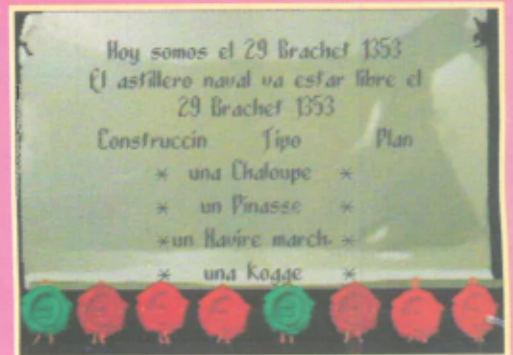 Hoy somos el 29 Brachet 1353
El astillero naval va estar libre el
29 Brachet 1353
Construccin Tipo Plan
* una Chaloupe *
* un Pinasse *
* un Navire march. *
* una Kogge *